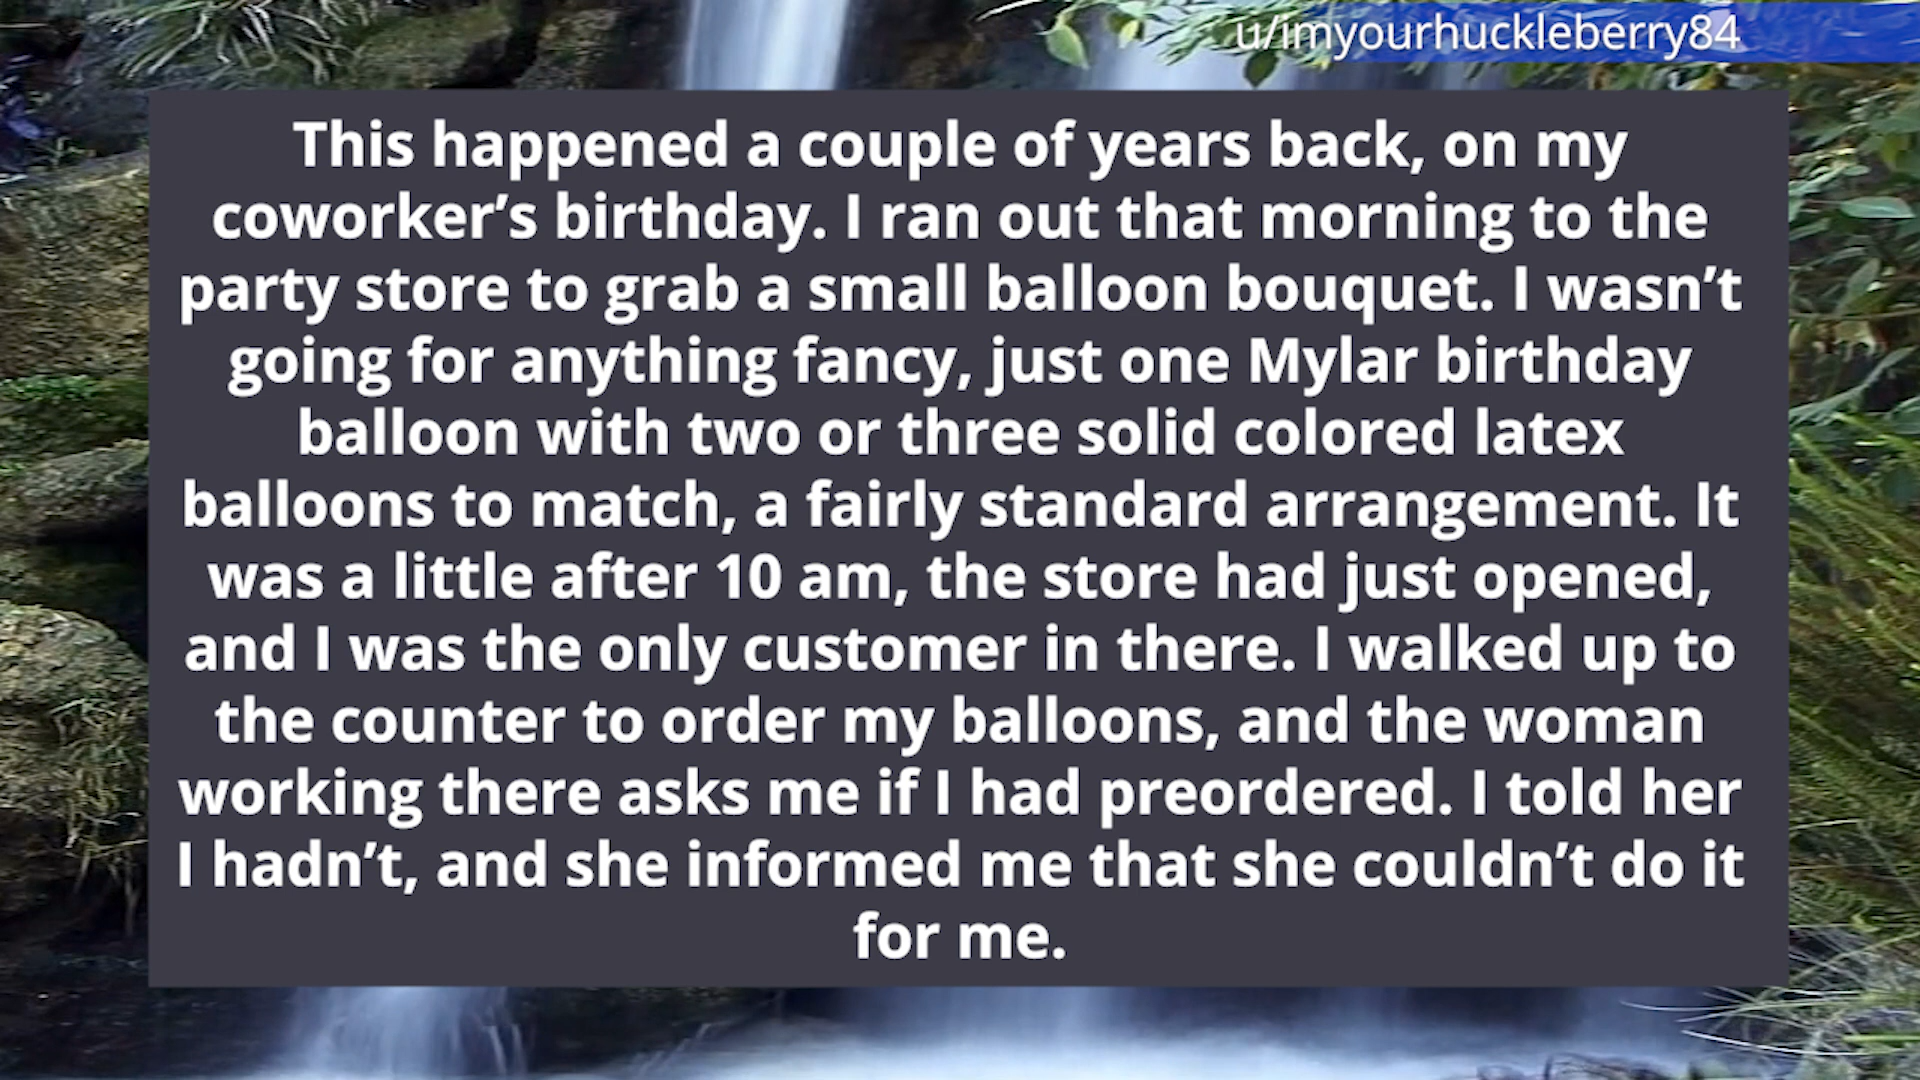 u/imyourhuckleberry84
This happened a couple of years back, on my
coworker’s birthday. I ran out that morning to the
party store to grab a small balloon bouquet. I wasn’t
going for anything fancy, just one Mylar birthday
balloon with two or three solid colored latex
balloons to match, a fairly standard arrangement. It
was a little after 10 am, the store had just opened,
and I was the only customer in there. I walked up to
the counter to order my balloons, and the woman
working there asks me if I had preordered. I told her
I hadn’t, and she informed me that she couldn’t do it
for me.